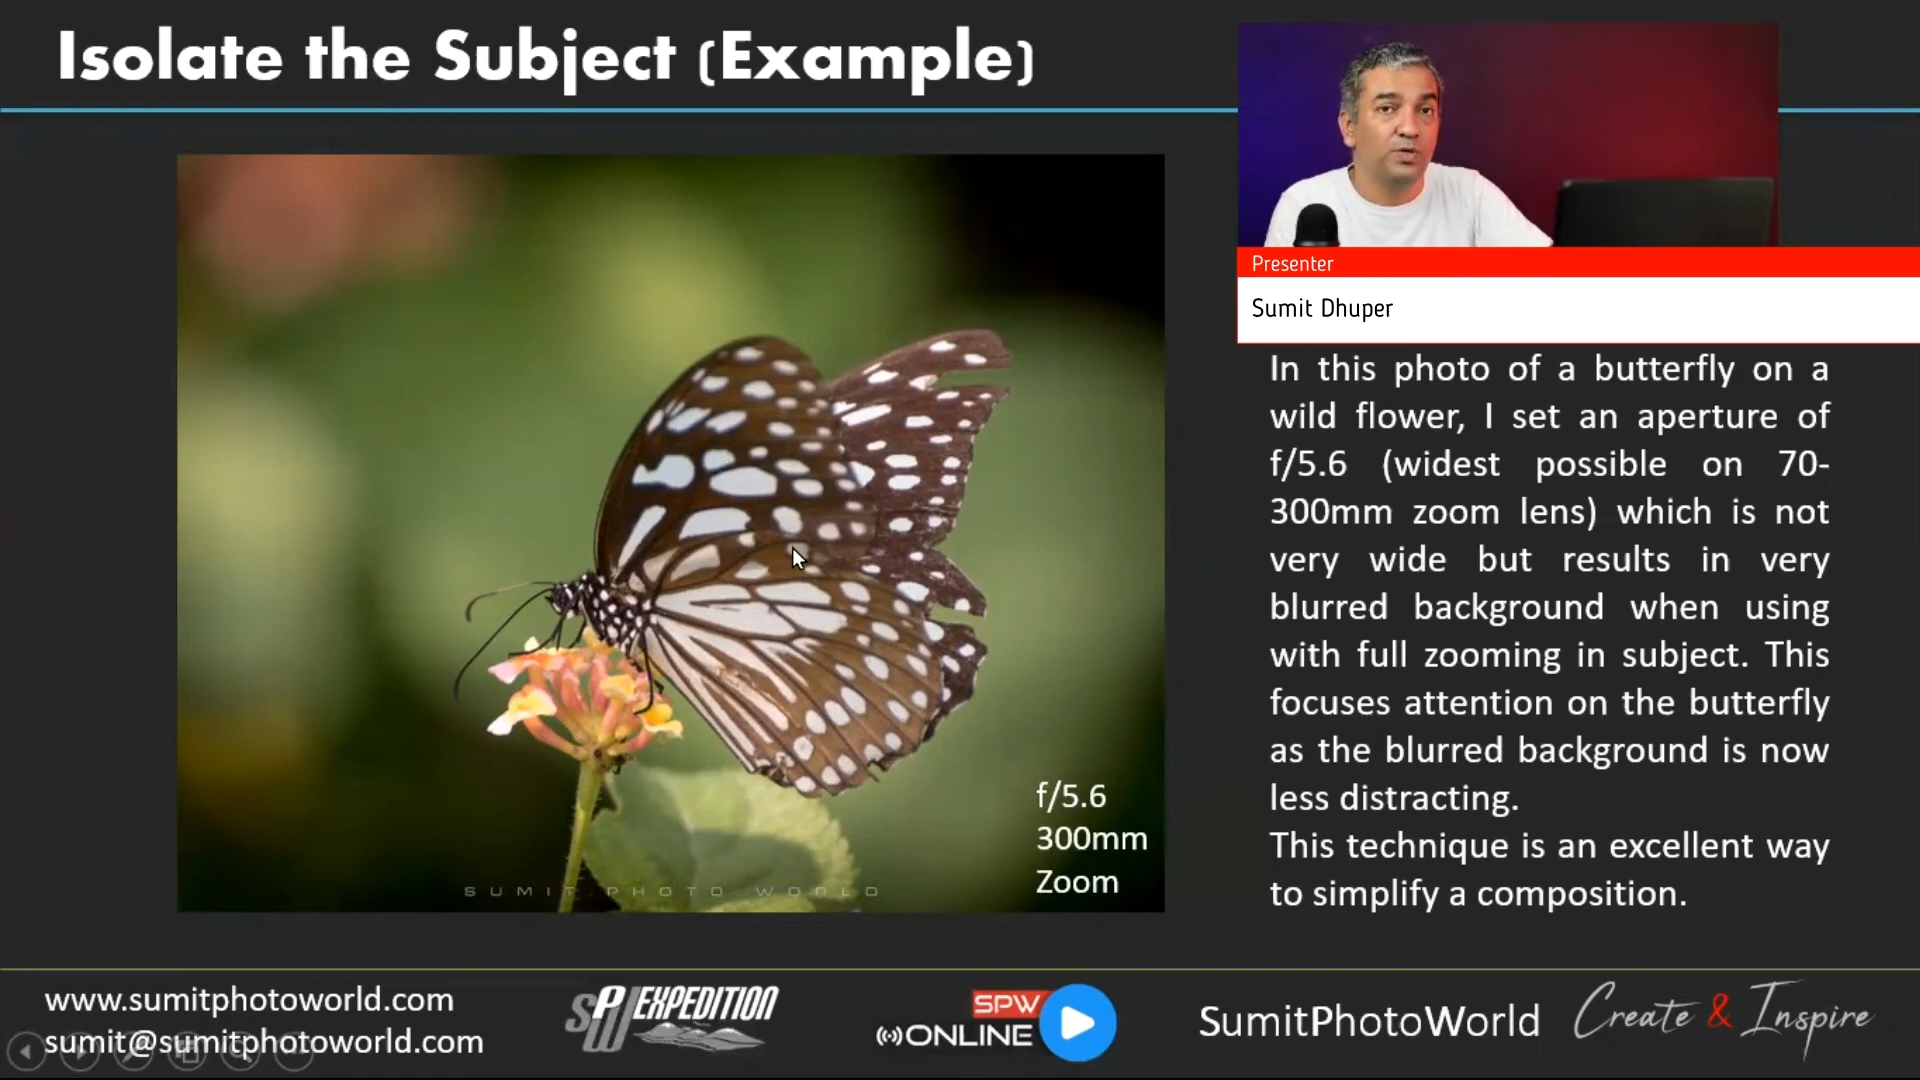 Isolate the Subject (Example)
Presenter
Sumit Dhuper
In this photo of a butterfly on a
wild flower, I set an aperture of
f/5.6 (widest possible on 70-
300mm zoom lens) which is not
very wide but results in very
blurred background when using
with full zooming in subject. This
focuses attention on the butterfly
as the blurred background is now
less distracting.
This technique is an excellent way
to simplify a composition.
f/5.6
300mm
Zoom
SUMIT PHOTO WORLD
www.sumitphotoworld.com
sumit@sumitphotoworld.com
SPW EXPEDITION
SPW
ONLINE
SumitPhotoWorld
Create & Inspire